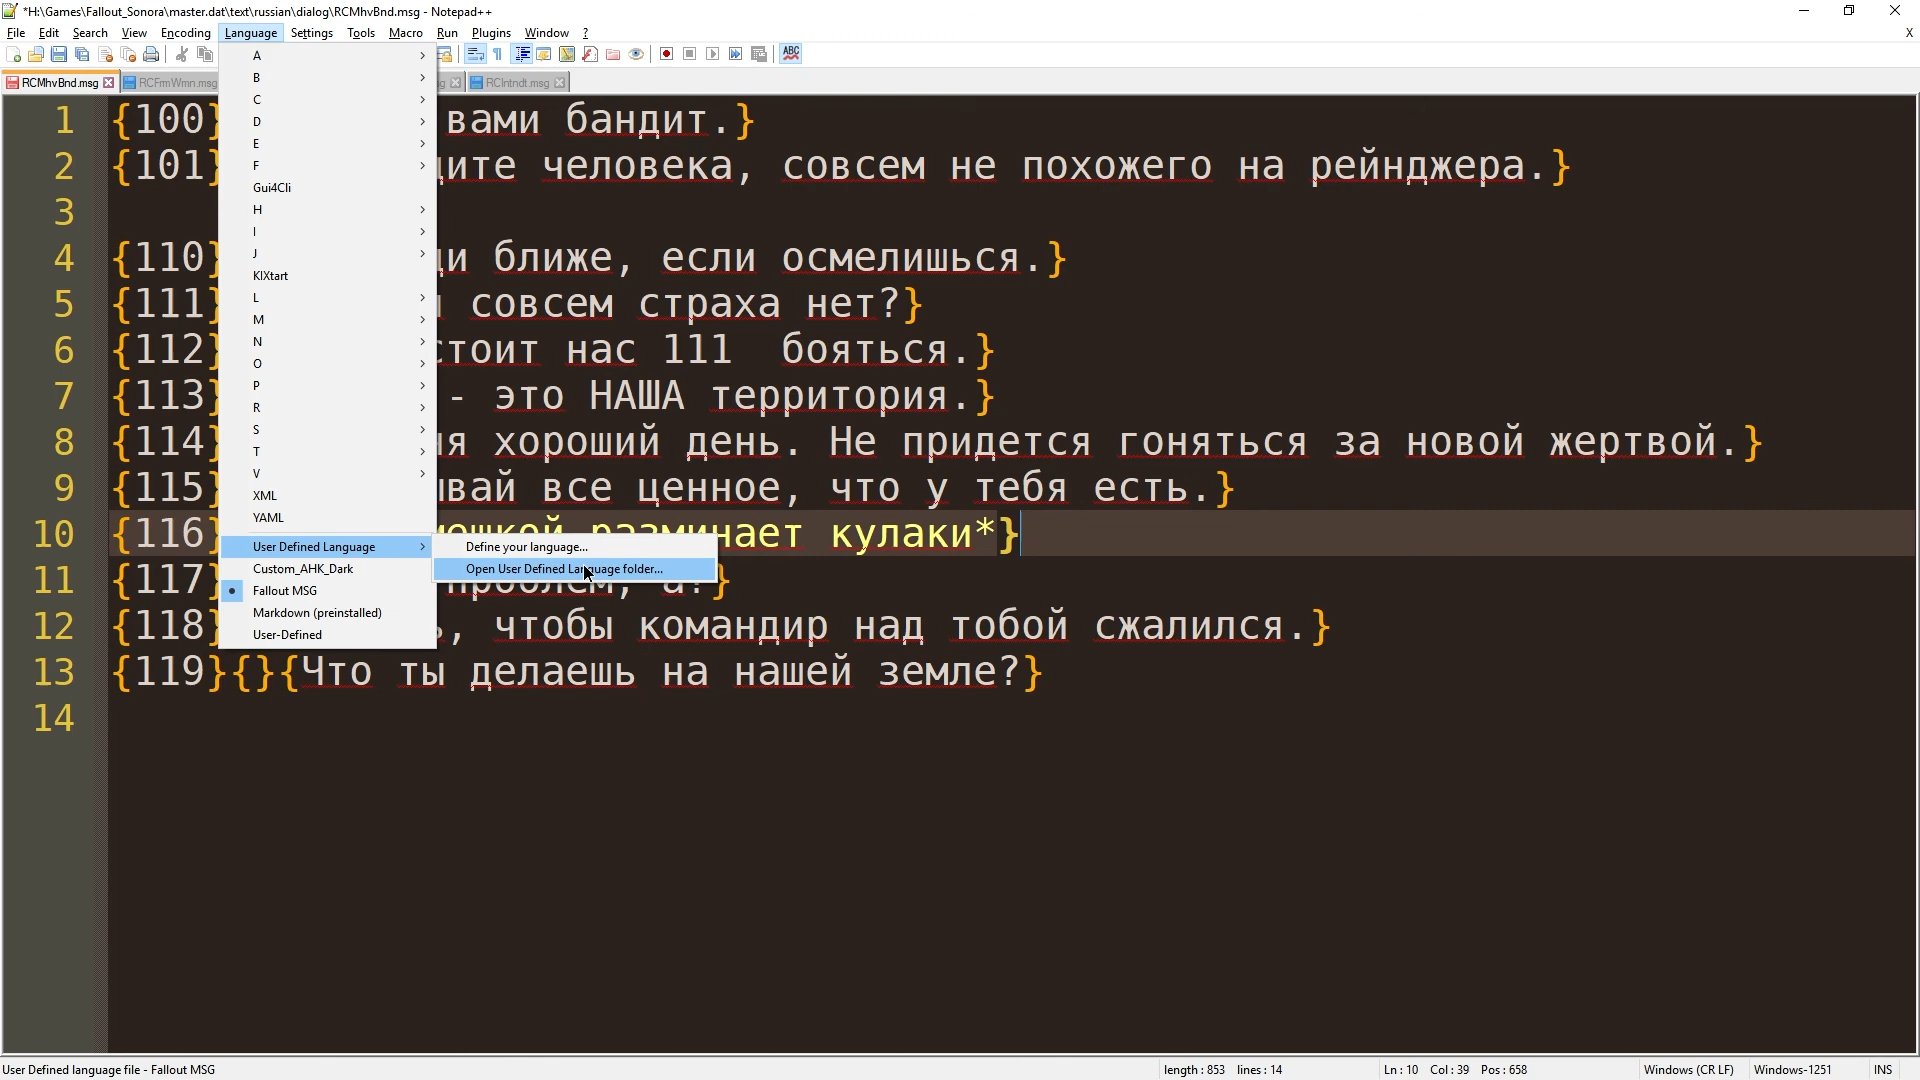 *H:\Games\Fallout_Sonora\master.dat\text\russian\dialog\RCMhvBnd.msg - Notepad++
File Edit Search View Encoding Language Settings Tools Macro Run Plugins Window ? X
ABC
RCMhvBnd.msg RCFrmWmn.msg RCIntndt.msg
A
B
C
D
E
F
Gui4Cli
H
I
J
KIXtart
L
M
N
O
P
R
S
T
V
XML
YAML
User Defined Language
Custom_AHK_Dark
Fallout MSG
Markdown (preinstalled)
User-Defined
Define your language...
Open User Defined Language folder...
1 {100} вами бандит.}
2 {101} человека, совсем не похожего на рейнджера.}
3
4 {110} ближе, если осмелишься.}
5 {111} совсем страха нет?}
6 {112} нас 111  бояться.}
7 {113} - это НАША территория.}
8 {114} хороший день. Не придется гоняться за новой жертвой.}
9 {115} все ценное, что у тебя есть.}
10 {116} разминает кулаки*}
11 {117} проблем, а?}
12 {118} , чтобы командир над тобой сжалился.}
13 {119}{}{Что ты делаешь на нашей земле?}
14
User Defined language file - Fallout MSG length : 853 lines : 14 Ln : 10 Col : 39 Pos : 658 Windows (CR LF) Windows-1251 INS